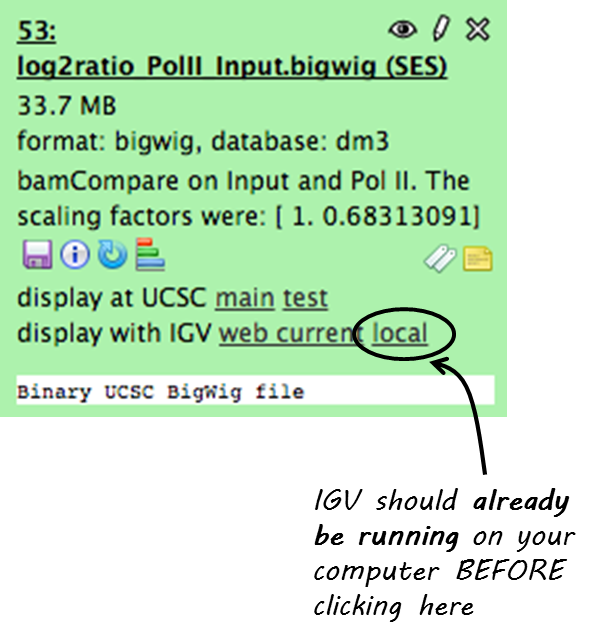 53:
log2ratio_PolII_Input.bigwig (SES)
33.7 MB
format: bigwig, database: dm3
bamCompare on Input and Pol II. The
scaling factors were: [ 1. 0.68313091]
display at UCSC main test
display with IGV web current local
Binary UCSC BigWig file
IGV should already
be running on your
computer BEFORE
clicking here